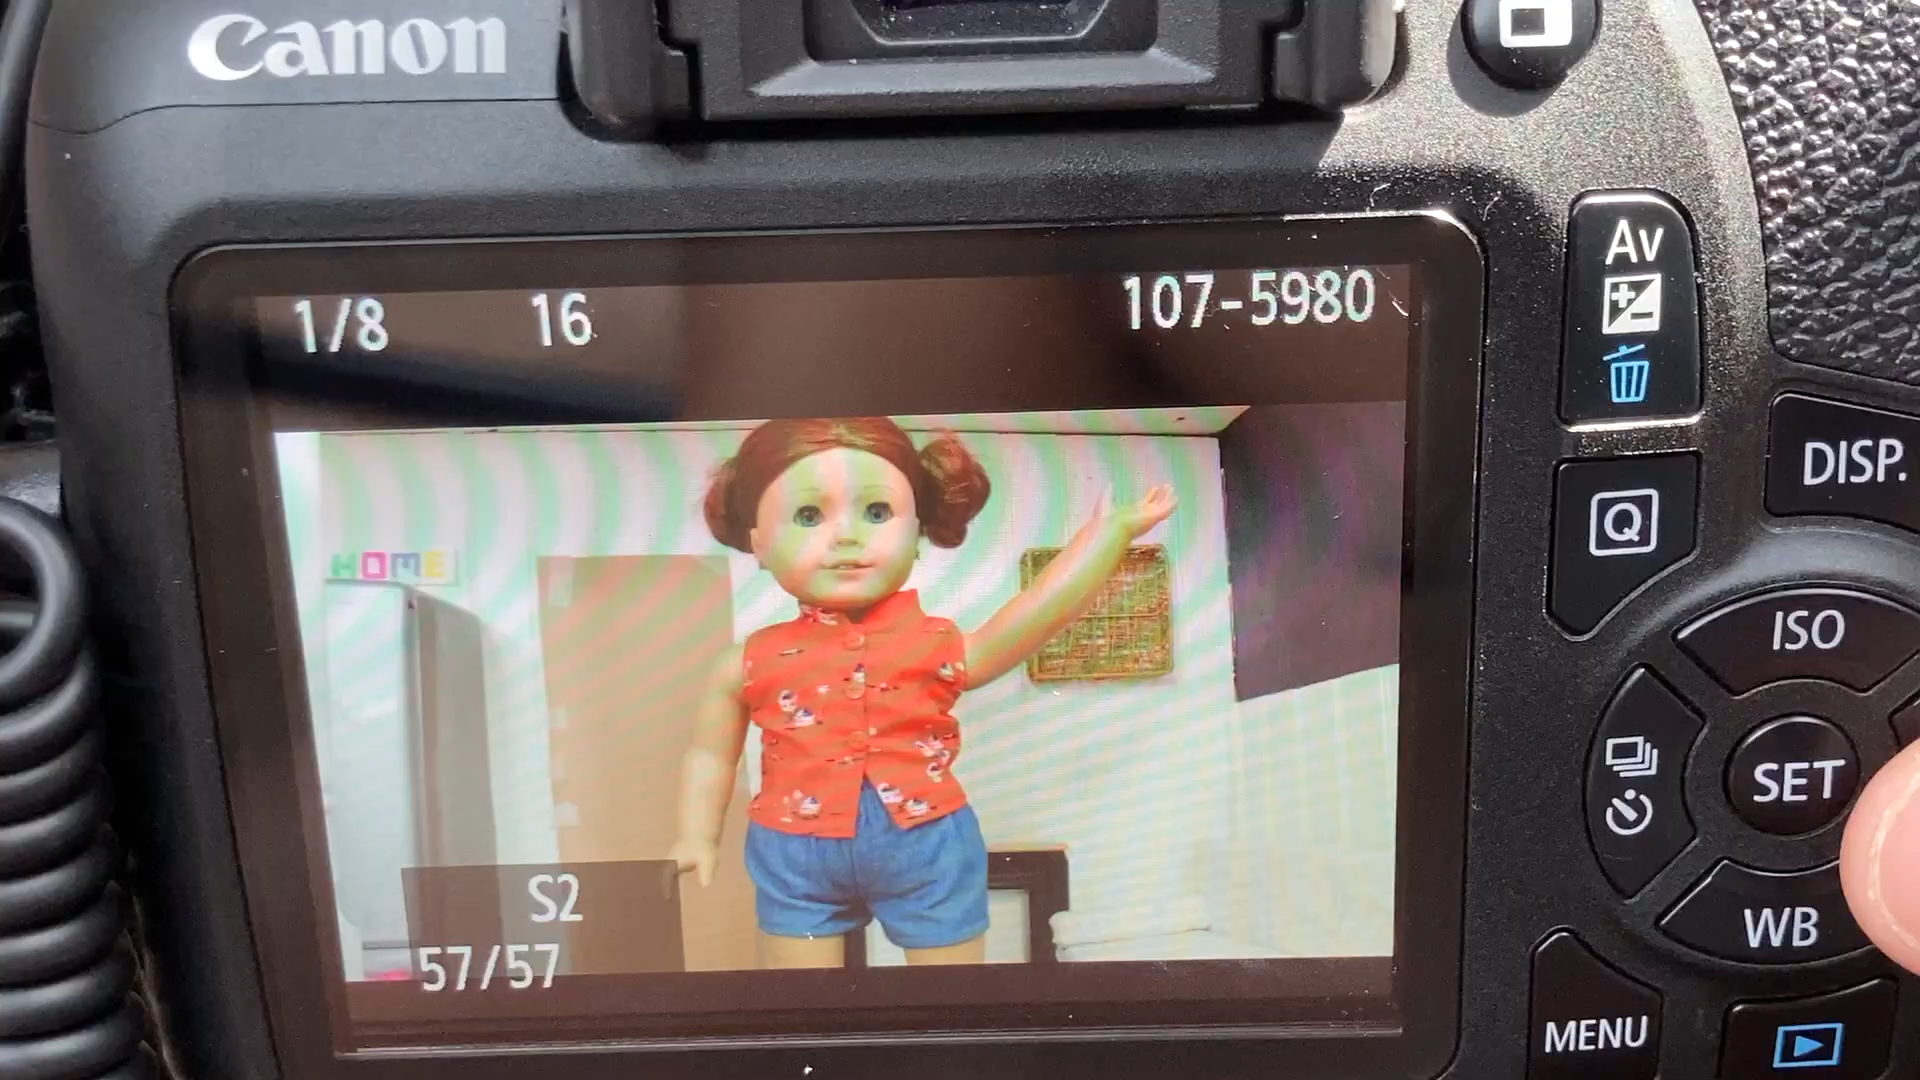 Canon
1/8 16 107-5980
HOME
S2
57/57
Av
DISP.
Q
ISO
SET
WB
MENU